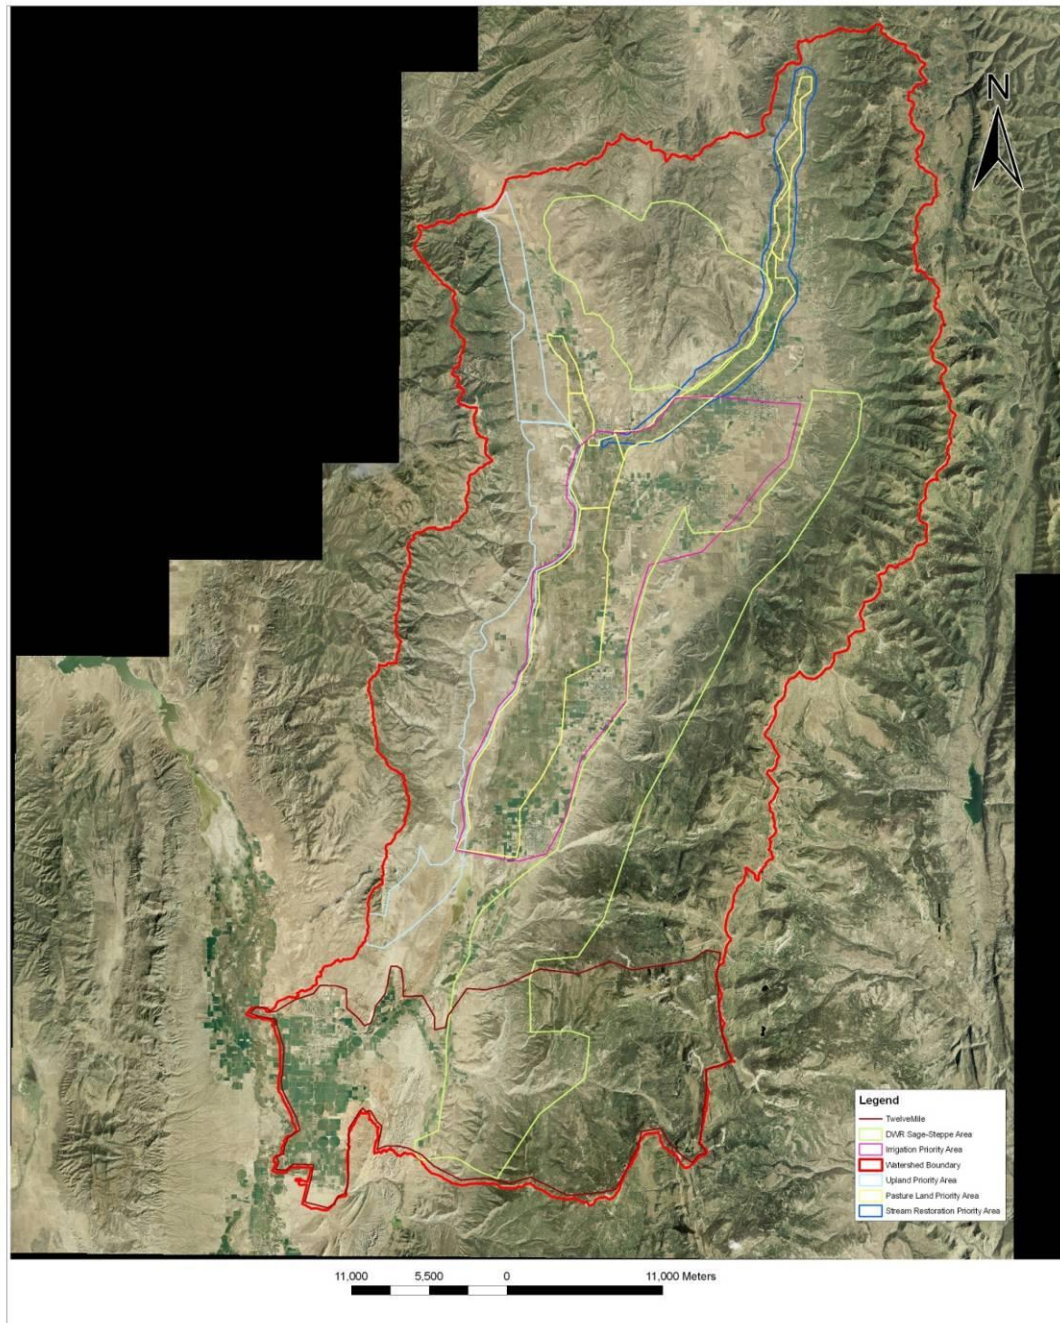 N
Legend
TwelveMile
DWR Sage-Steppe Area
Irrigation Priority Area
Watershed Boundary
Upland Priority Area
Pasture Land Priority Area
Stream Restoration Priority Area
11,000 5,500 0 11,000 Meters